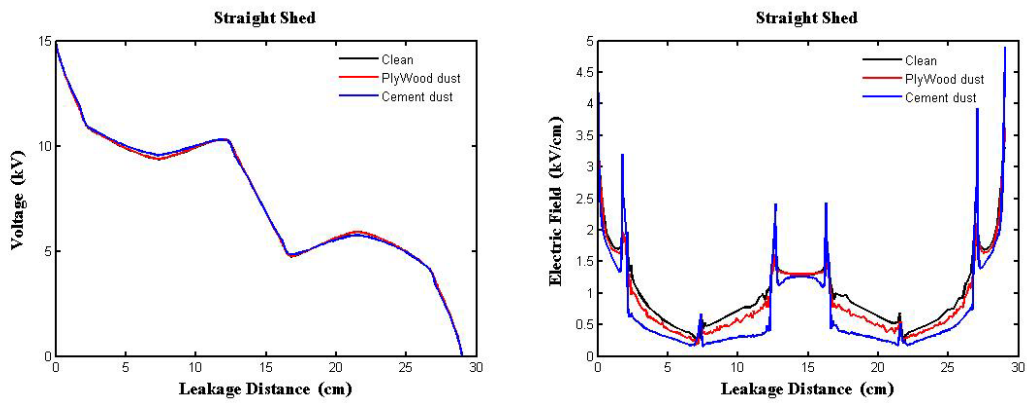 Straight Shed
15
10
5
0
Voltage (kV)
Clean
PlyWood dust
Cement dust
0 5 10 15 20 25 30
Leakage Distance (cm)
Straight Shed
5
4.5
4
3.5
3
2.5
2
1.5
1
0.5
0
Electric Field (kV/cm)
Clean
PlyWood dust
Cement dust
0 5 10 15 20 25 30
Leakage Distance (cm)